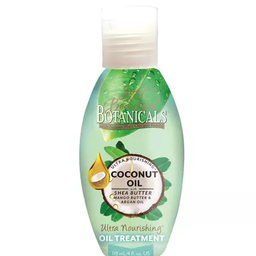 BOTANICALS
ULTRA NOURISHING
COCONUT
OIL
SHEA BUTTER
MANGO BUTTER &
ARGAN OIL
Ultra Nourishing
OIL TREATMENT